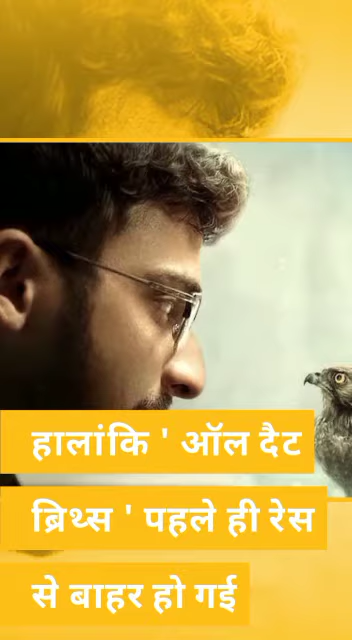 हालांकि ' ऑल दैट
ब्रिथ्स ' पहले ही रेस
से बाहर हो गई